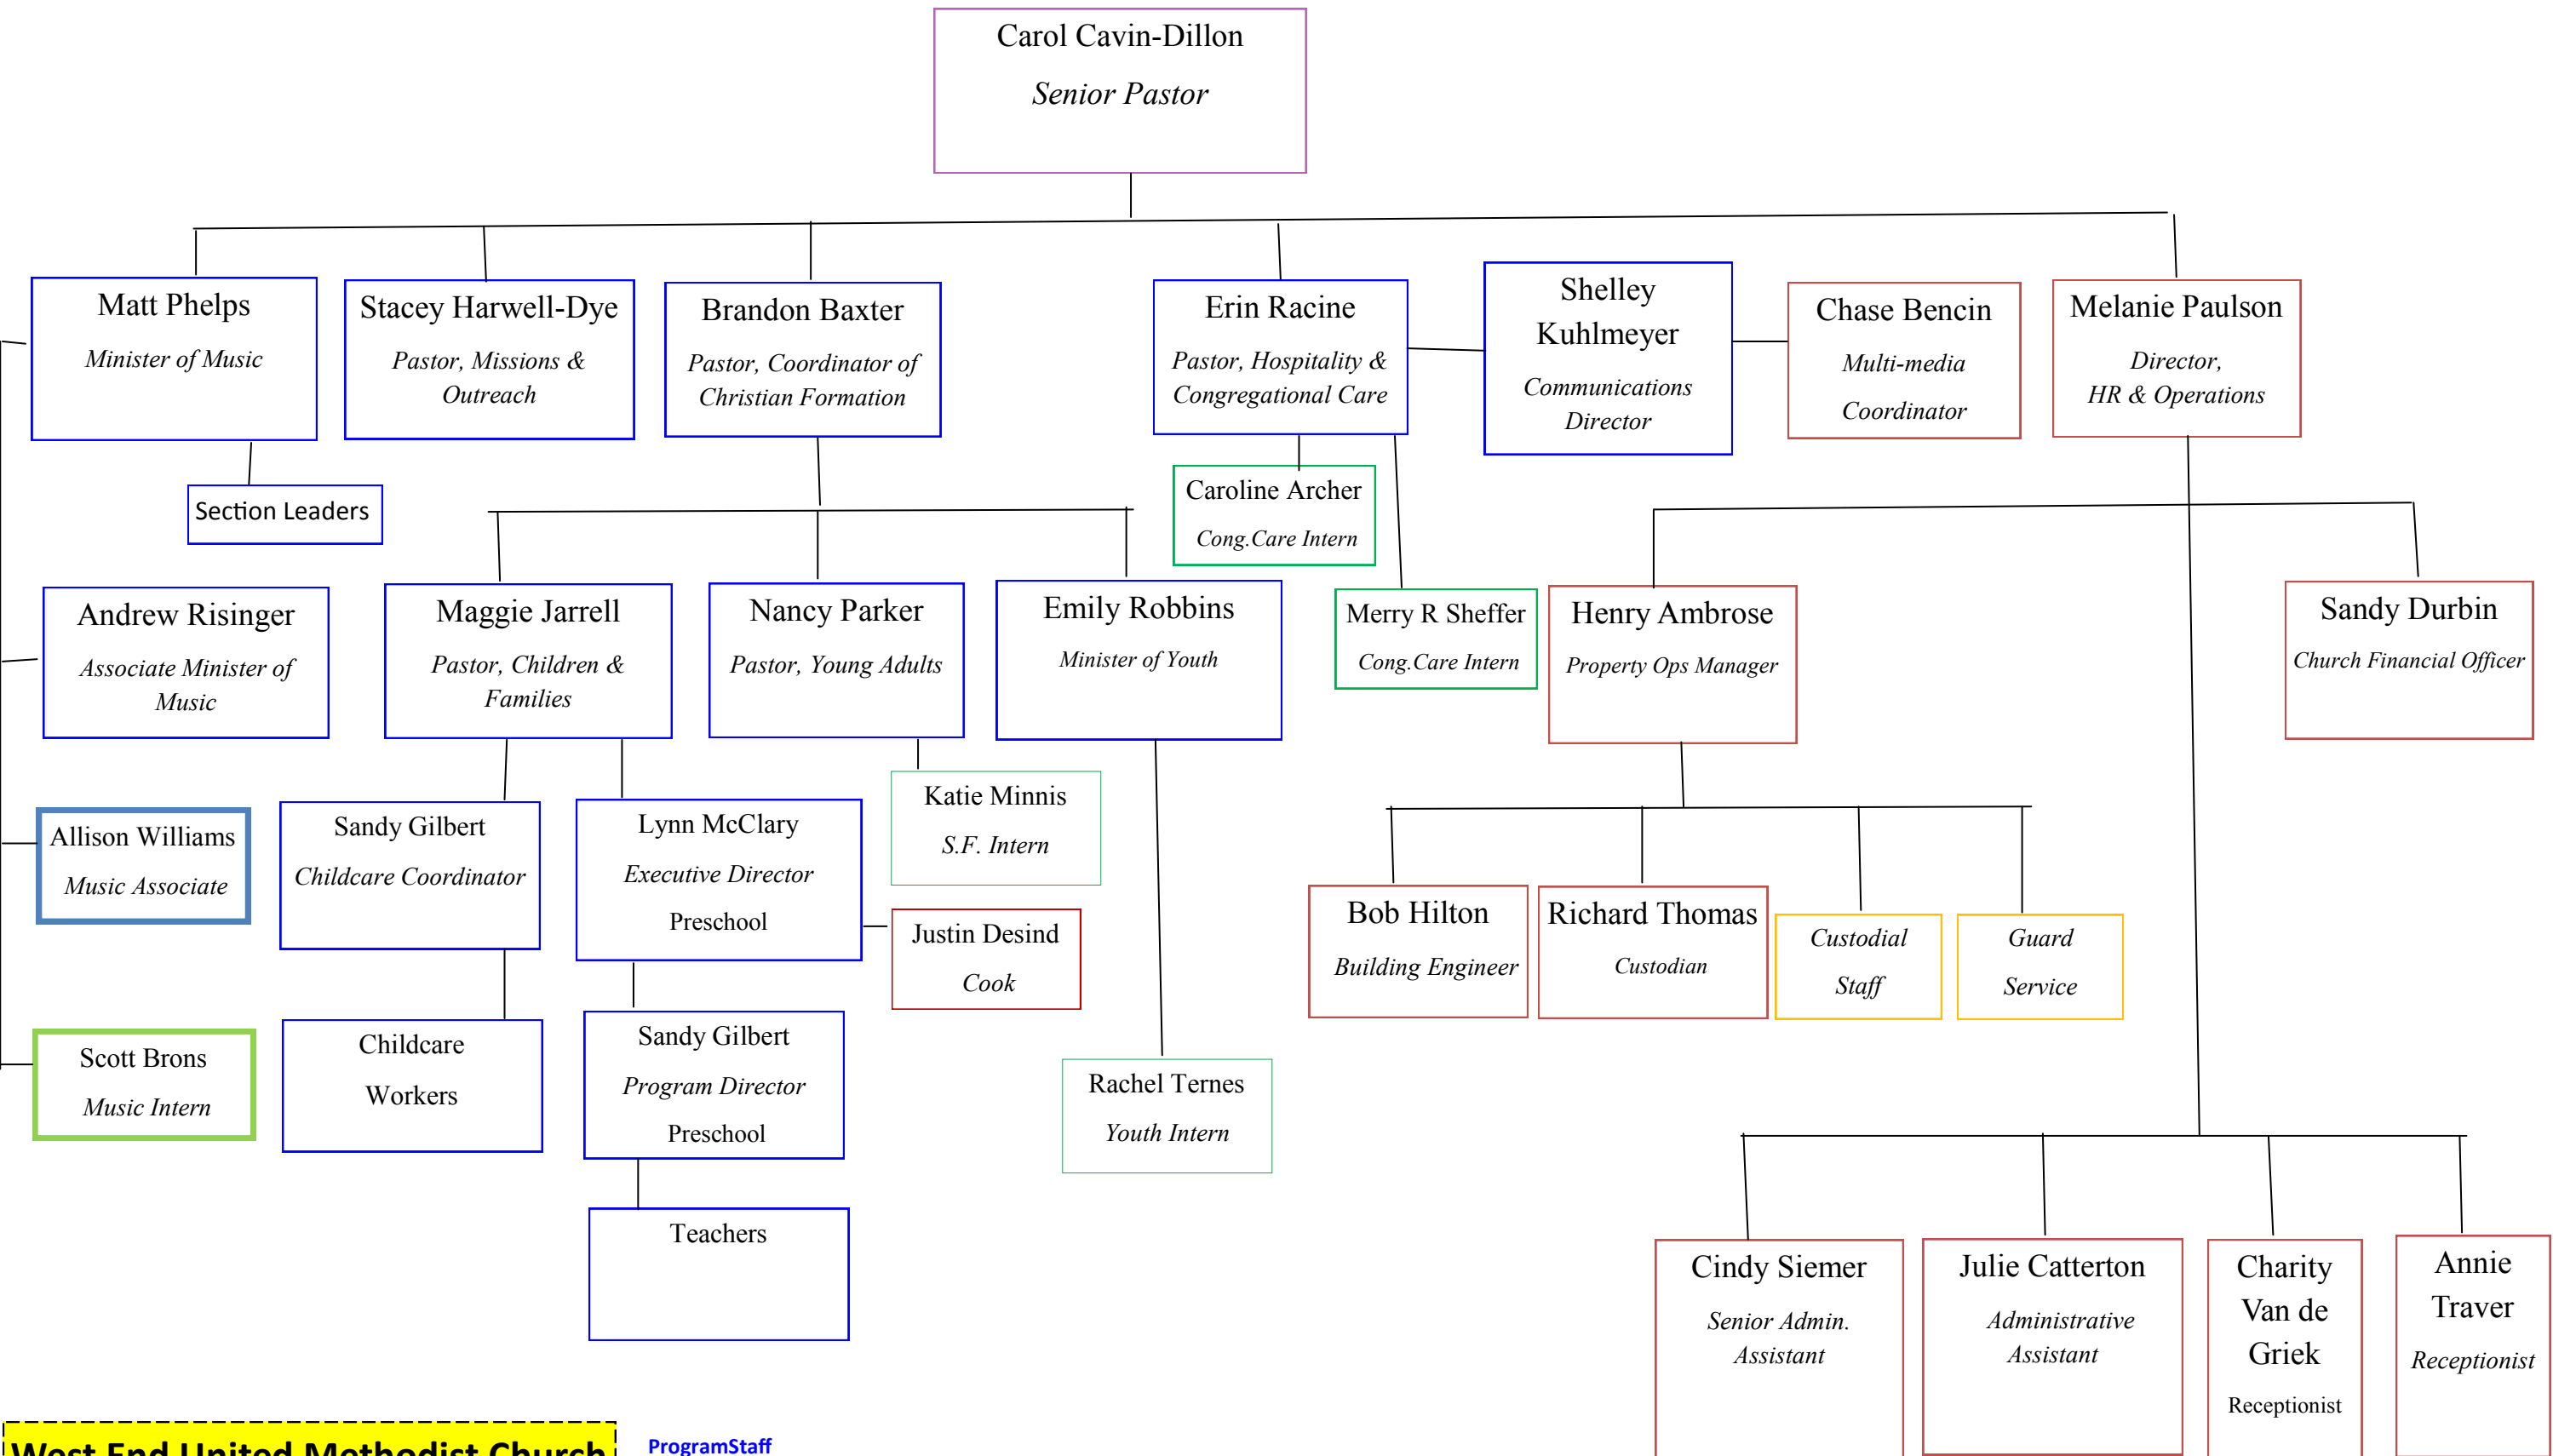 Carol Cavin-Dillon
Senior Pastor
Matt Phelps
Minister of Music
Stacey Harwell-Dye
Pastor, Missions &
Outreach
Brandon Baxter
Pastor, Coordinator of
Christian Formation
Erin Racine
Pastor, Hospitality &
Congregational Care
Shelley
Kuhlmeyer
Communications
Director
Chase Bencin
Multi-media
Coordinator
Melanie Paulson
Director,
HR & Operations
Section Leaders
Caroline Archer
Cong.Care Intern
Andrew Risinger
Associate Minister of
Music
Maggie Jarrell
Pastor, Children &
Families
Nancy Parker
Pastor, Young Adults
Emily Robbins
Minister of Youth
Merry R Sheffer
Cong.Care Intern
Henry Ambrose
Property Ops Manager
Sandy Durbin
Church Financial Officer
Allison Williams
Music Associate
Sandy Gilbert
Childcare Coordinator
Lynn McClary
Executive Director
Preschool
Katie Minnis
S.F. Intern
Justin Desind
Cook
Bob Hilton
Building Engineer
Richard Thomas
Custodian
Custodial
Staff
Guard
Service
Scott Brons
Music Intern
Childcare
Workers
Sandy Gilbert
Program Director
Preschool
Rachel Ternes
Youth Intern
Teachers
Cindy Siemer
Senior Admin.
Assistant
Julie Catterton
Administrative
Assistant
Charity
Van de
Griek
Receptionist
Annie
Traver
Receptionist
West End United Methodist Church
ProgramStaff